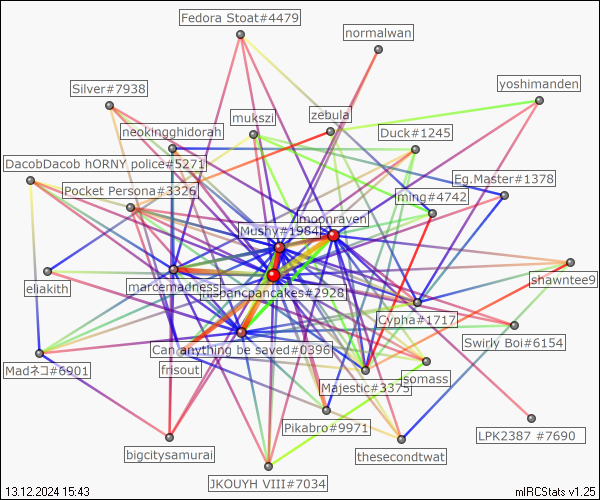 Fedora Stoat#4479
normalwan
yoshimanden
Silver#7938
mukszi
zebula
neokingghidorah
Duck#1245
DacobDacob hORNY police#5271
Eg.Master#1378
Pocket Persona#3326
ming#4742
moonraven
Mushy#1984
eliakith
marcemadness
pancpancakes#2928
shawntee9
Cypha#1717
Swirly Boi#6154
Can anything be saved#0396
Madネコ#6901
frisout
somass
Majestic#3375
Pikabro#9971
LPK2387 #7690
bigcitysamurai
thesecondtwat
JKOUYH VIII#7034
13.12.2024 15:43
mIRCStats v1.25